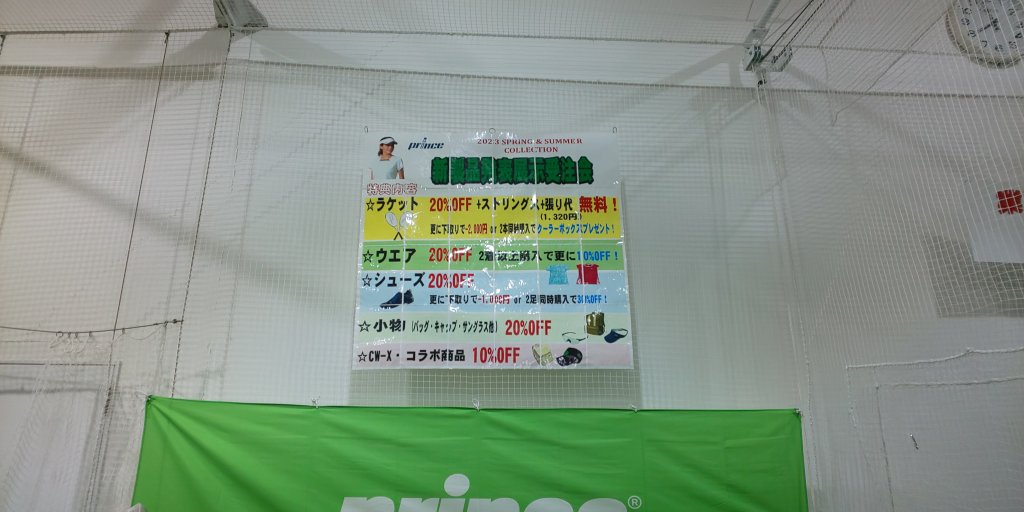 prince
2023 SPRING & SUMMER
COLLECTION
新製品発表展示受注会
特典内容
☆ラケット 20%OFF +ストリング代+張り代 無料!
(1.320円)
更に下取りで-2.000円 or 2本同時購入でクーラーボックスプレゼント!
☆ウエア 20%OFF 2着以上購入で更に10%OFF!
☆シューズ 20%OFF
更に下取りで-1.000円 or 2足同時購入で30%OFF!
☆小物 (バッグ・キャップ・サングラス他) 20%OFF
☆CW-X・コラボ商品 10%OFF
prince®